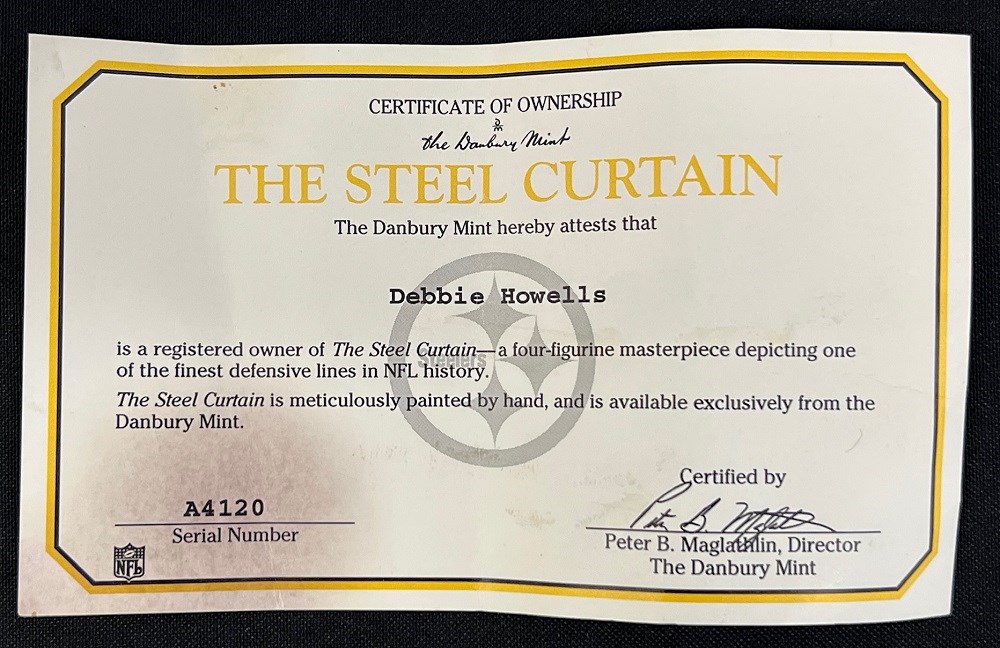 CERTIFICATE OF OWNERSHIP
the Danbury Mint
THE STEEL CURTAIN
The Danbury Mint hereby attests that
Debbie Howells
is a registered owner of The Steel Curtain—a four-figurine masterpiece depicting one
Steelers
of the finest defensive lines in NFL history.
The Steel Curtain is meticulously painted by hand, and is available exclusively from the
Danbury Mint.
Certified by
A4120
Peter B. Maglathlin
Serial Number
Peter B. Maglathlin, Director
The Danbury Mint
NFL